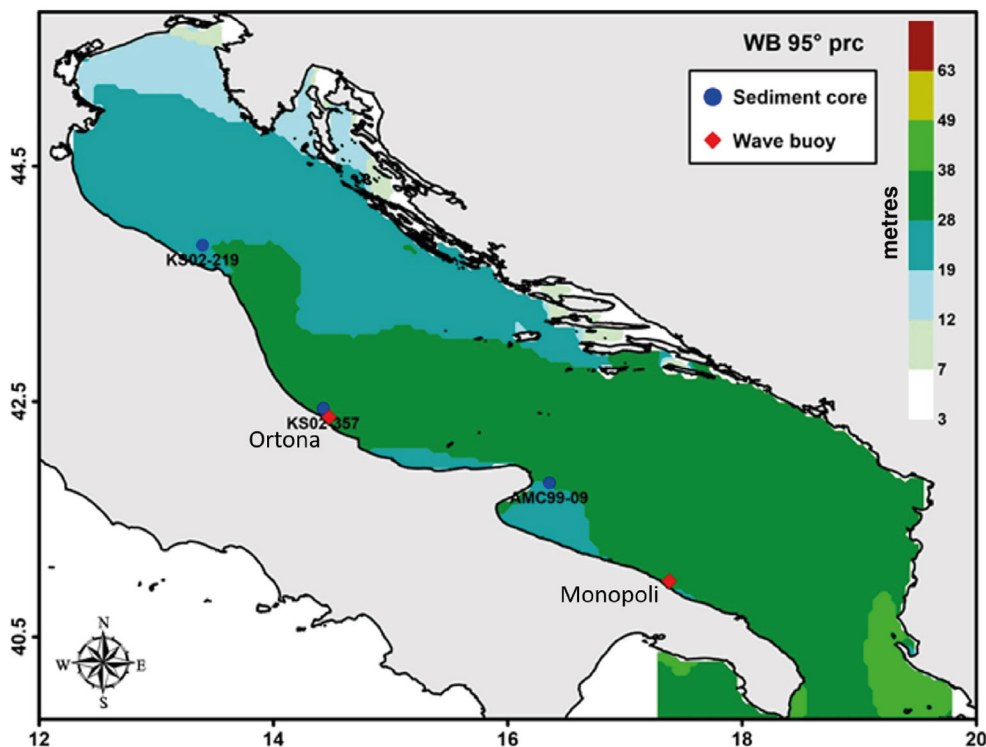 WB 95° prc
Sediment core
Wave buoy
metres
63
49
38
28
19
12
7
3
44.5
42.5
40.5
KS02-219
KS02-357
Ortona
AMC99-09
Monopoli
N
W
E
S
12
14
16
18
20